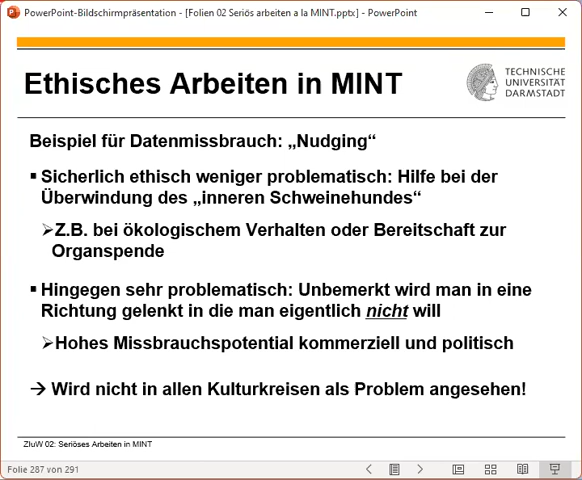 PowerPoint-Bildschirmpräsentation - [Folien 02 Seriös arbeiten a la MINT.pptx] - PowerPoint
Ethisches Arbeiten in MINT
TECHNISCHE
UNIVERSITÄT
DARMSTADT
Beispiel für Datenmissbrauch: „Nudging“
▪ Sicherlich ethisch weniger problematisch: Hilfe bei der
Überwindung des „inneren Schweinehundes“
➢Z.B. bei ökologischem Verhalten oder Bereitschaft zur
Organspende
▪ Hingegen sehr problematisch: Unbemerkt wird man in eine
Richtung gelenkt in die man eigentlich nicht will
➢Hohes Missbrauchspotential kommerziell und politisch
→ Wird nicht in allen Kulturkreisen als Problem angesehen!
ZIuW 02: Seriöses Arbeiten in MINT
Folie 287 von 291